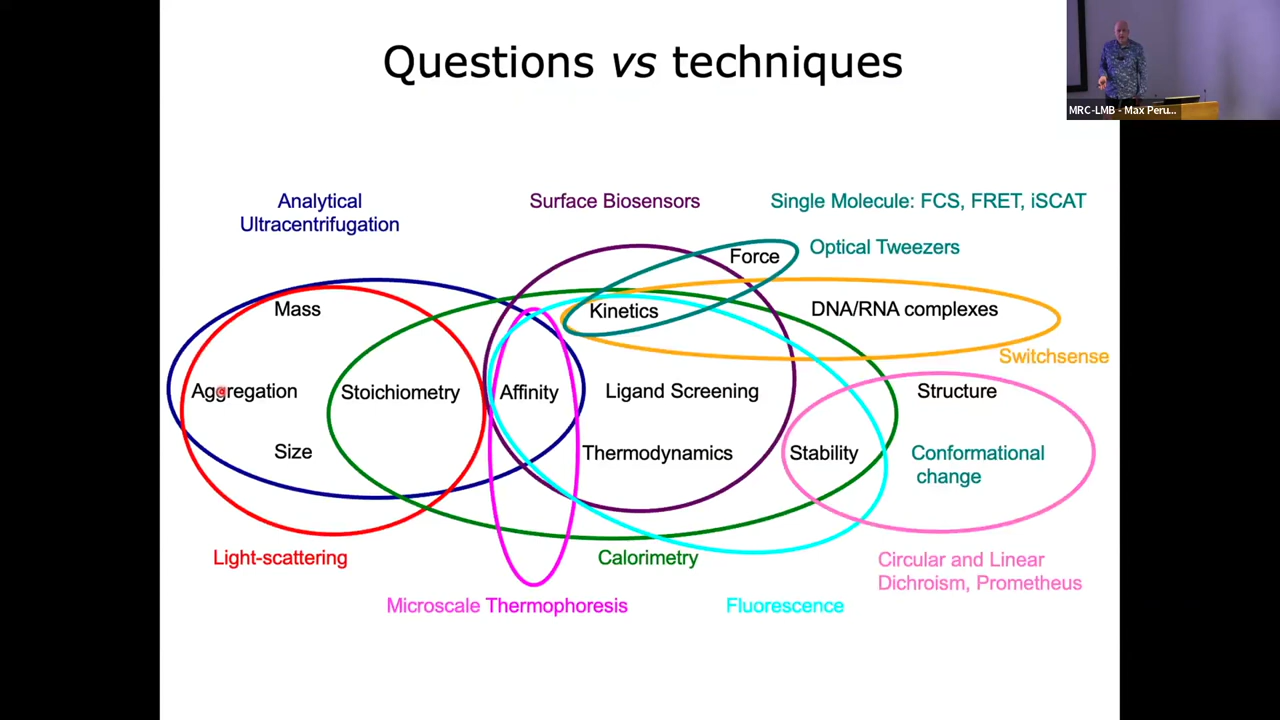 Questions vs techniques
MRC-LMB - Max Peru...
Analytical
Ultracentrifugation
Surface Biosensors
Single Molecule: FCS, FRET, iSCAT
Optical Tweezers
Force
Mass
Kinetics
DNA/RNA complexes
Switchsense
Aggregation
Stoichiometry
Affinity
Ligand Screening
Structure
Size
Thermodynamics
Stability
Conformational
change
Light-scattering
Calorimetry
Circular and Linear
Dichroism, Prometheus
Microscale Thermophoresis
Fluorescence